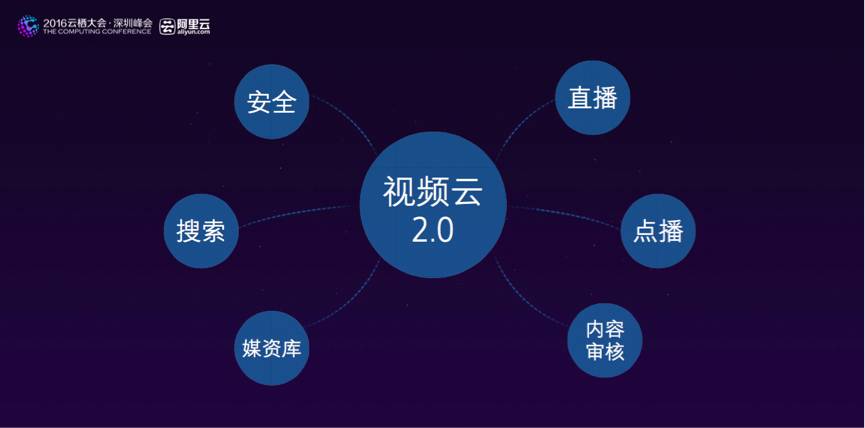 2016云栖大会·深圳峰会
THE COMPUTING CONFERENCE
阿里云
aliyun.com
安全
直播
视频云
2.0
搜索
点播
媒资库
内容
审核